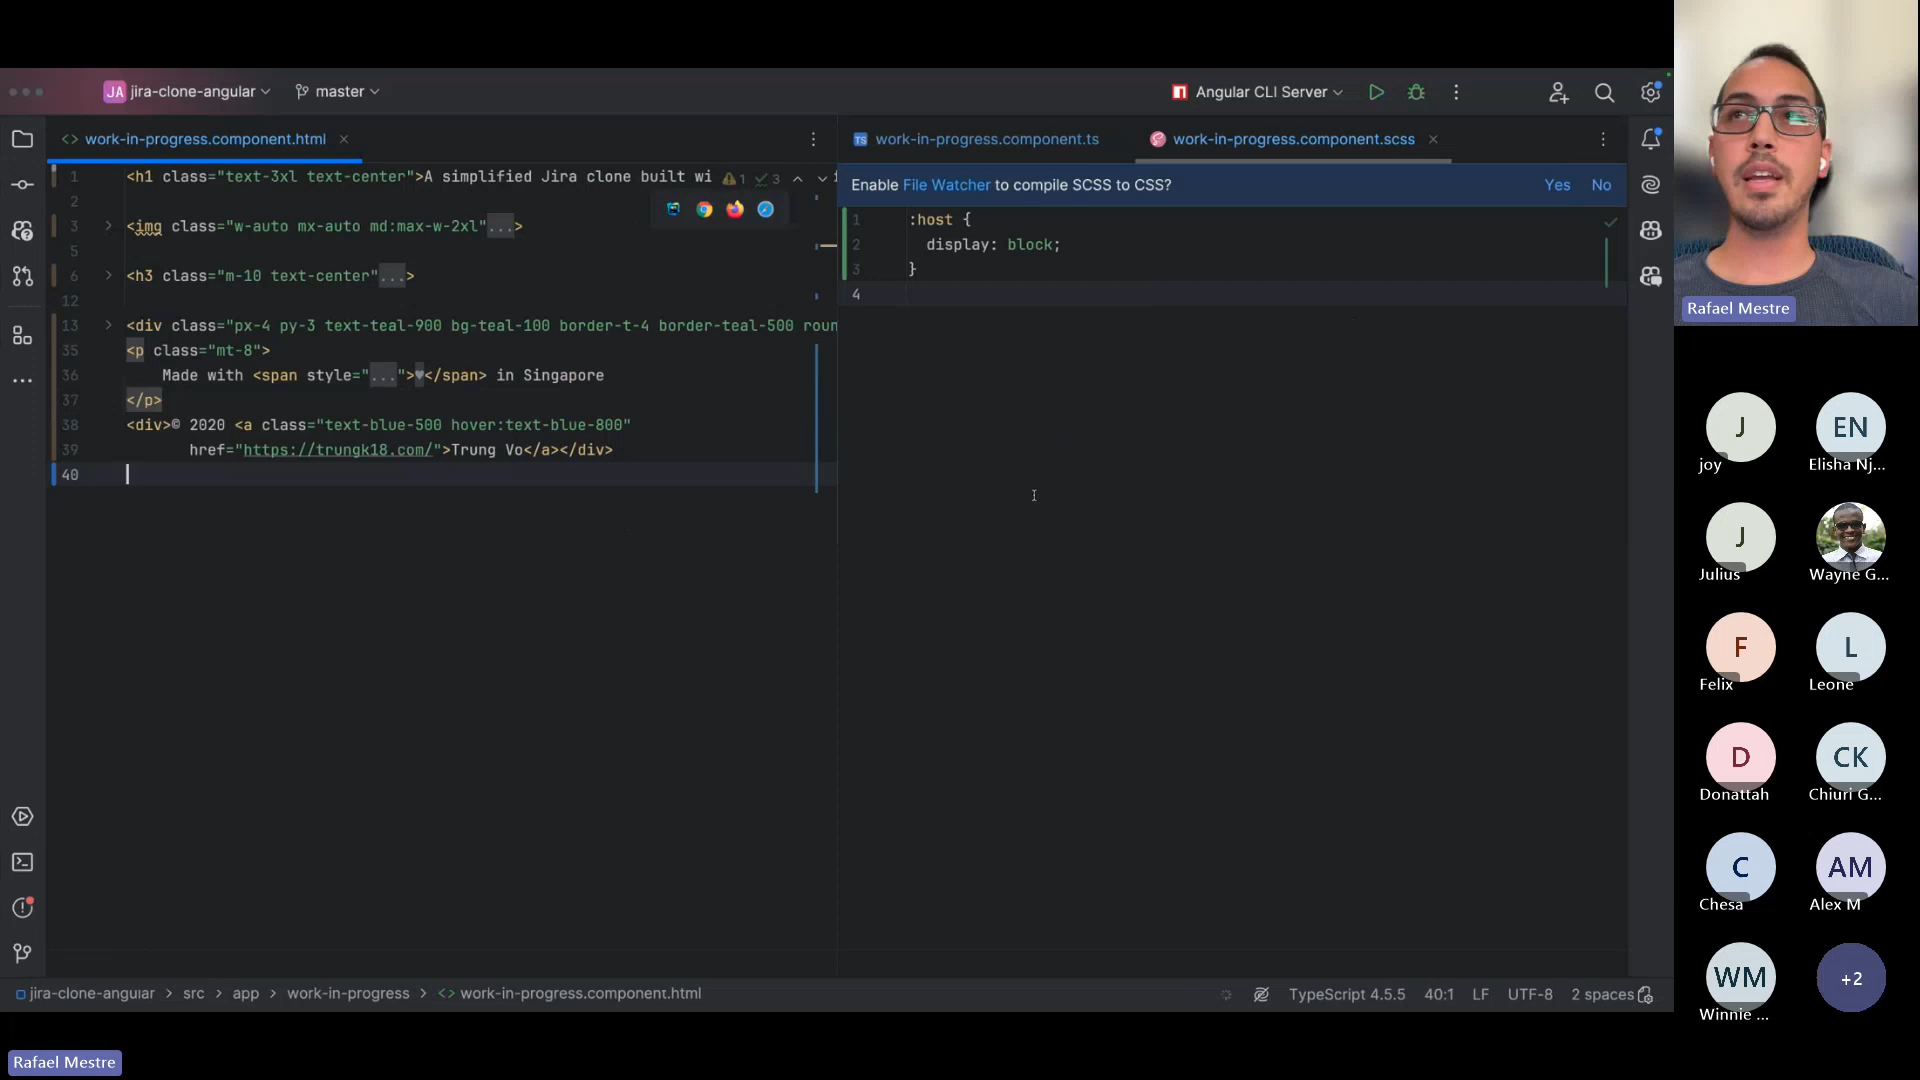 JA jira-clone-angular
master
Angular CLI Server
work-in-progress.component.html
work-in-progress.component.ts
work-in-progress.component.scss
1 <h1 class="text-3xl text-center">A simplified Jira clone built wi
1
3
2
3 <img class="w-auto mx-auto md:max-w-2xl"...>
5
6 <h3 class="m-10 text-center"...>
12
13 <div class="px-4 py-3 text-teal-900 bg-teal-100 border-t-4 border-teal-500 roun
35 <p class="mt-8">
36 Made with <span style="...">♥</span> in Singapore
37 </p>
38 <div>© 2020 <a class="text-blue-500 hover:text-blue-800"
39 href="https://trungk18.com/">Trung Vo</a></div>
40
Enable File Watcher to compile SCSS to CSS?
Yes No
1 :host {
2 display: block;
3 }
4
jira-clone-angular > src > app > work-in-progress > <> work-in-progress.component.html
TypeScript 4.5.5 40:1 LF UTF-8 2 spaces
Rafael Mestre
J
joy
EN
Elisha Nj...
J
Julius
Wayne G...
F
Felix
L
Leone
D
Donattah
CK
Chiuri G...
C
Chesa
AM
Alex M
WM
Winnie ...
+2
Rafael Mestre